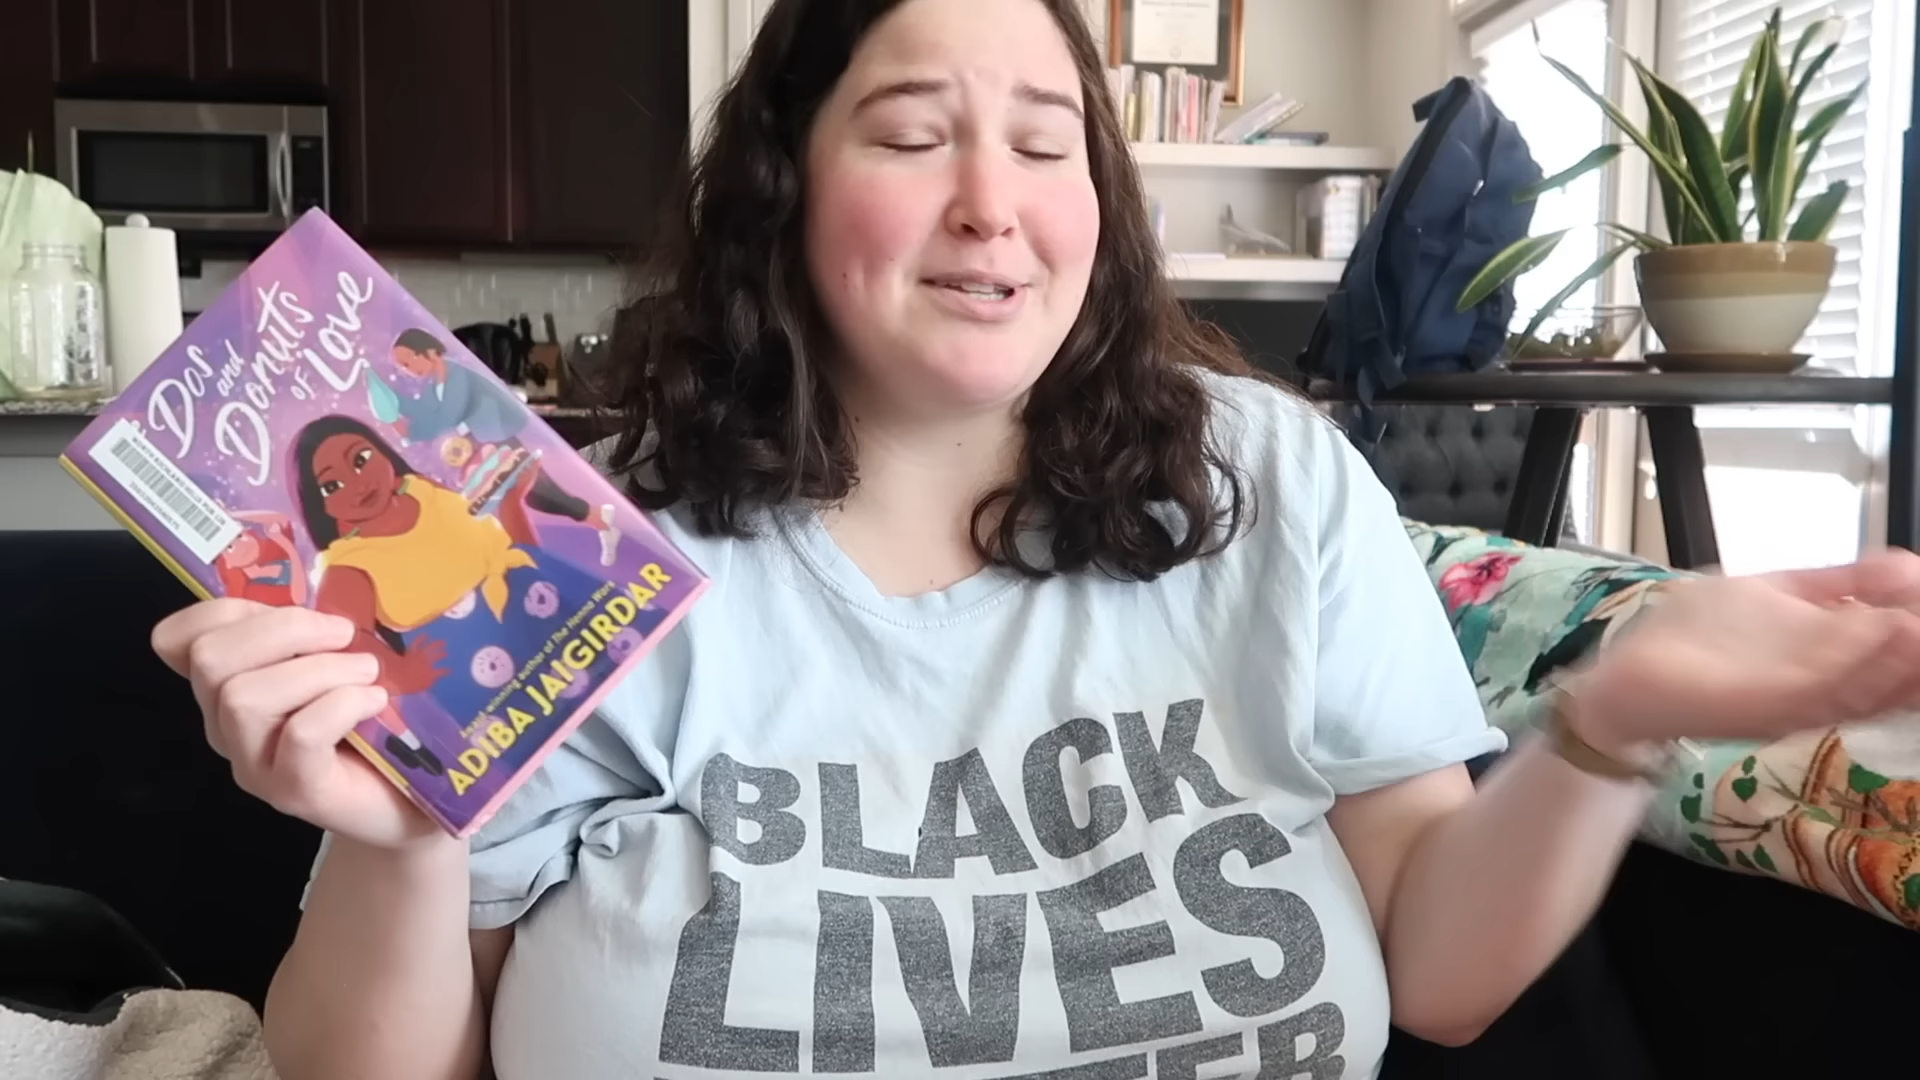 Dos
and
Donuts
of Love
Award-winning author of The Henna Wars
ADIBA JAIGIRDAR
BLACK
LIVES